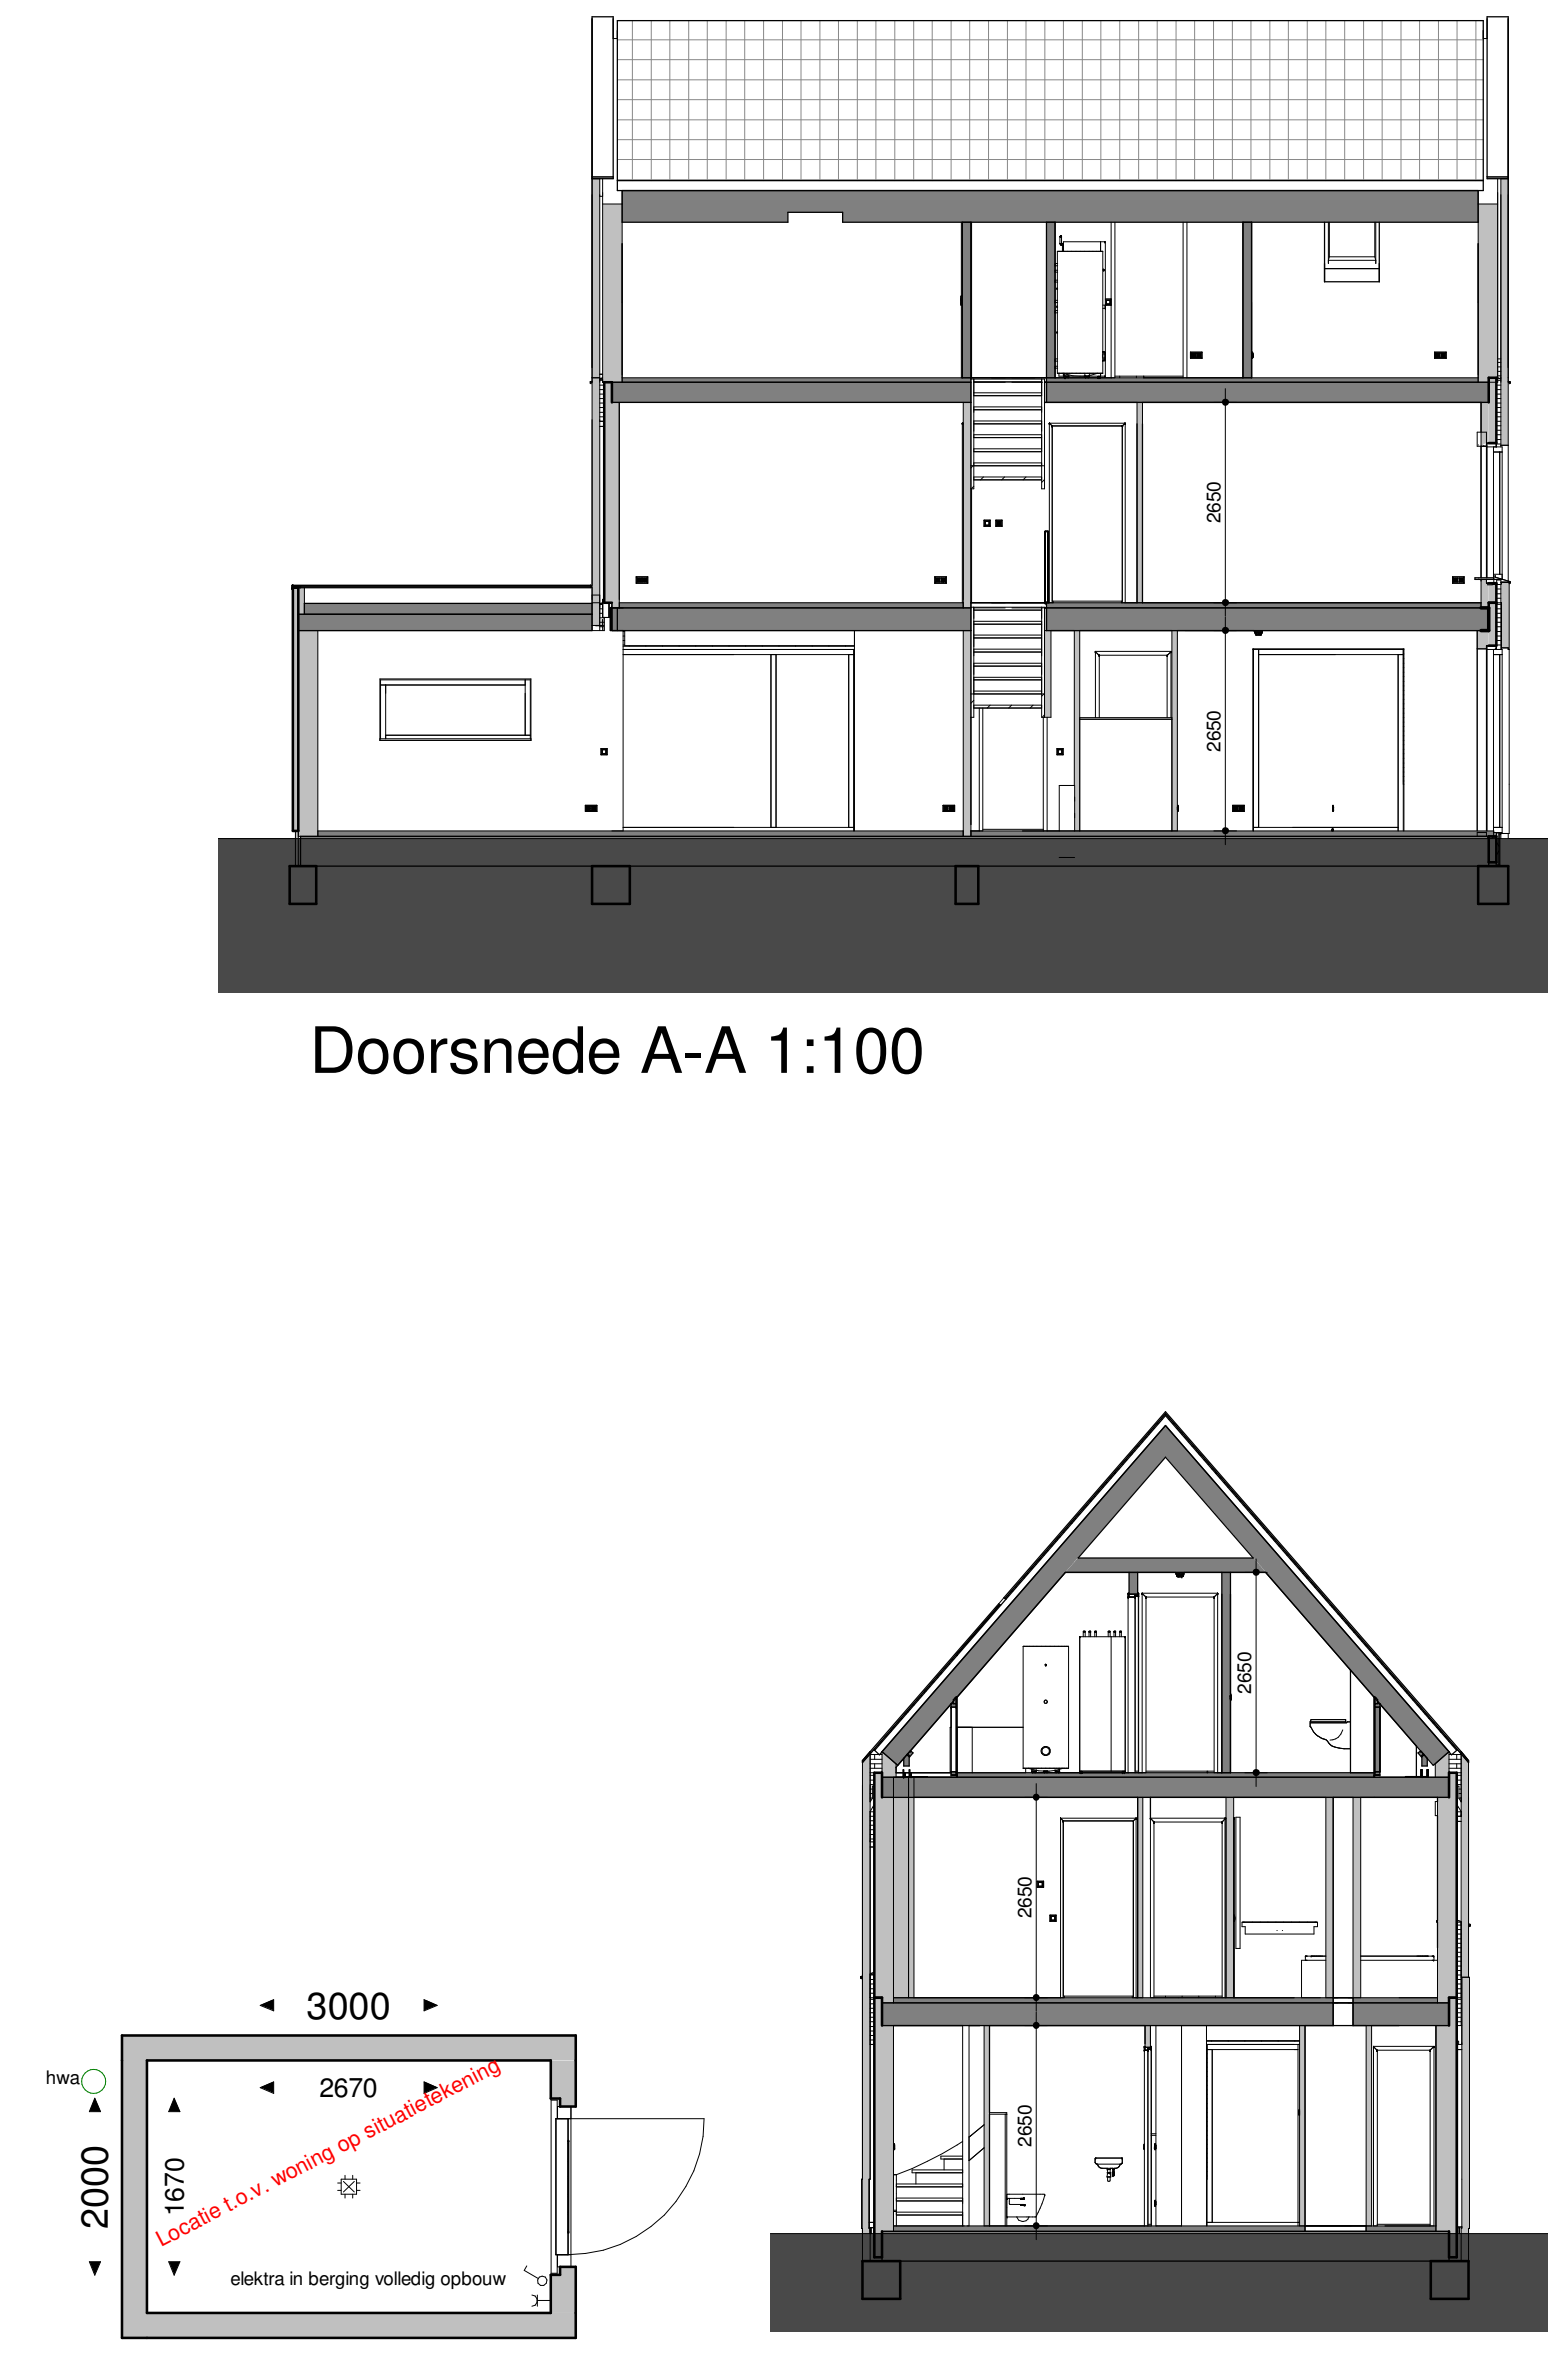 2650
2650
Doorsnede A-A 1:100
2650
2650
2650
3000
hwa
2670
2000
1670
Locatie t.o.v. woning op situatietekening
elektra in berging volledig opbouw